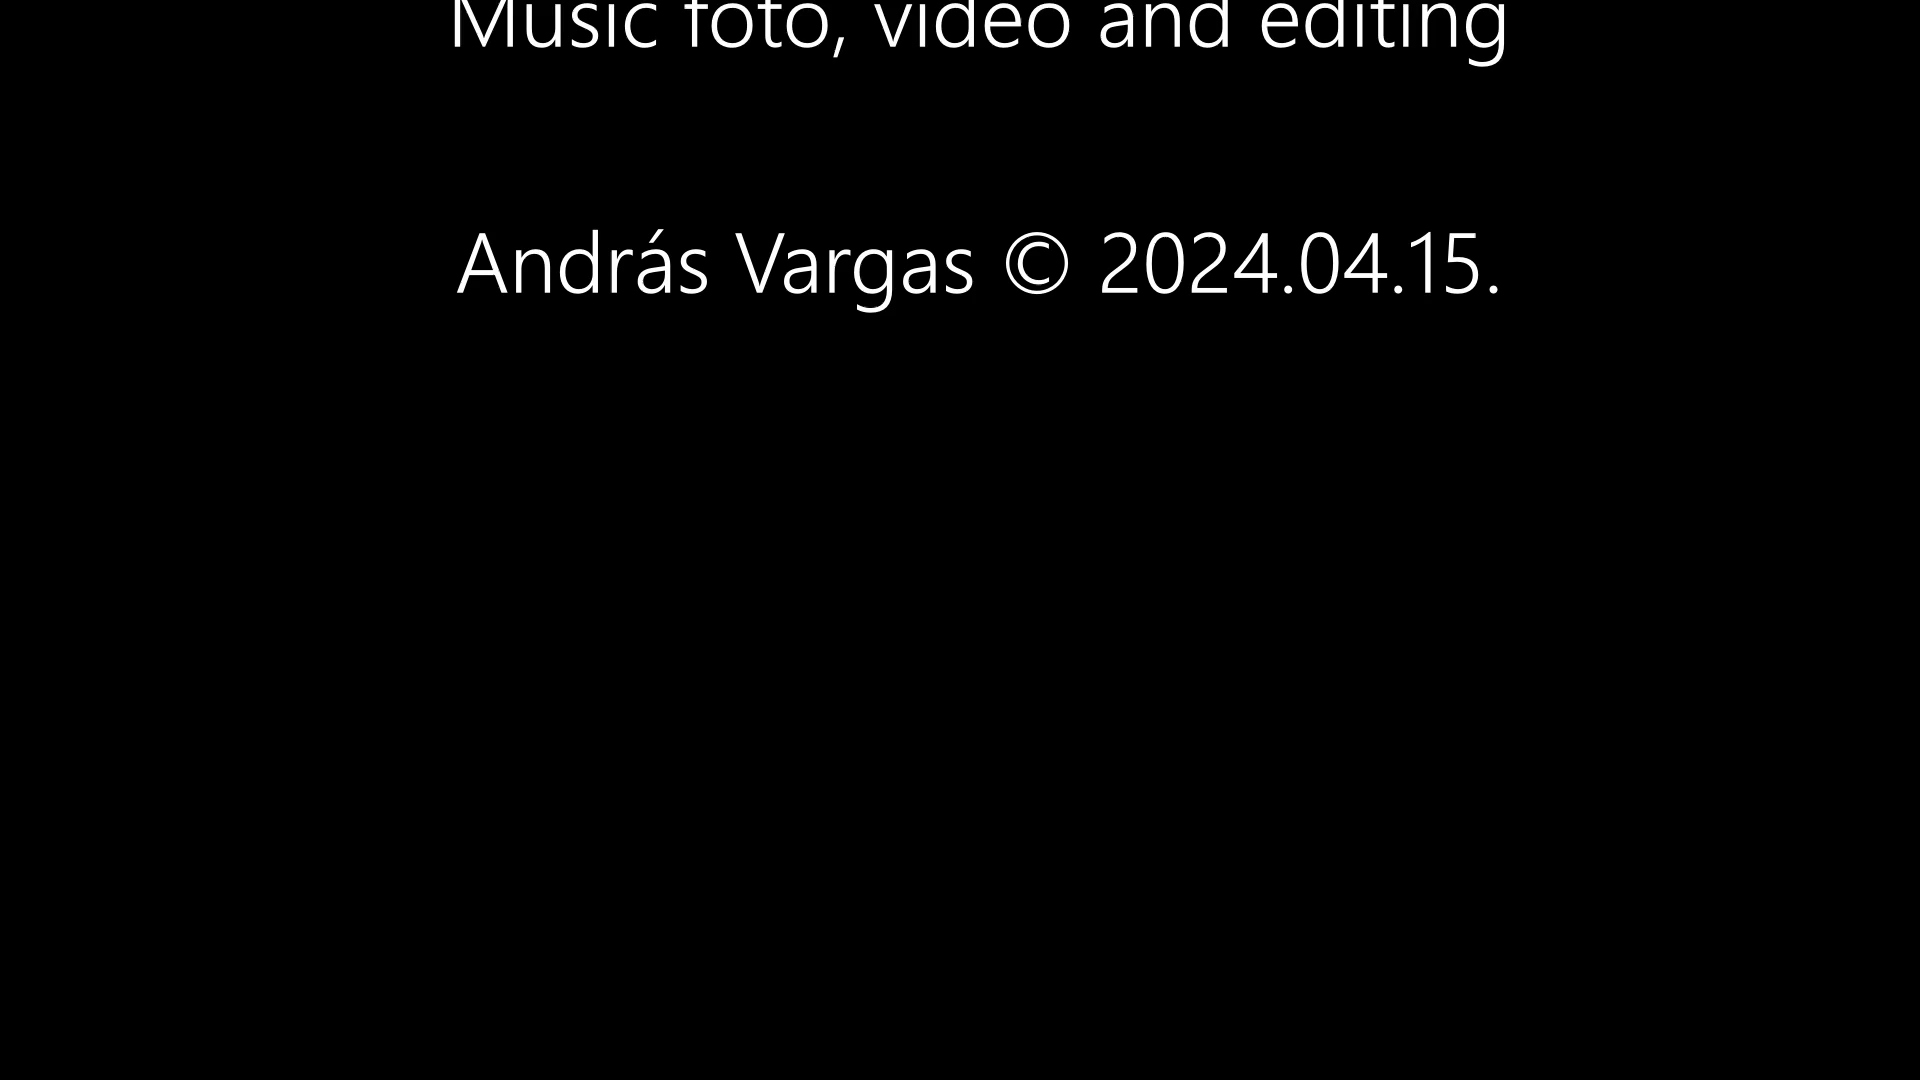 Music foto, video and editing
András Vargas © 2024.04.15.